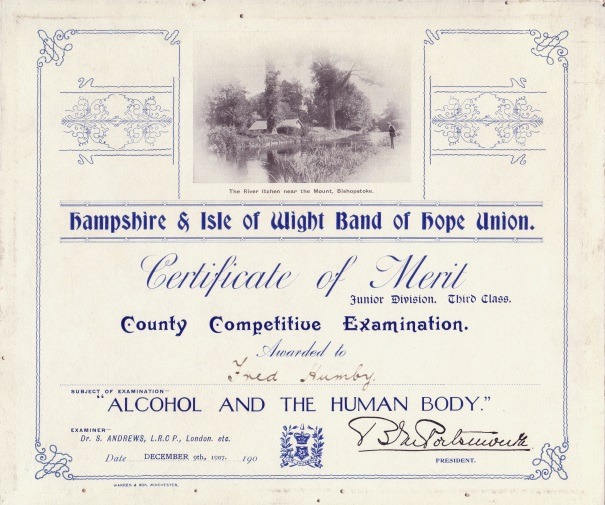 The River Itchen near the Mount, Bishopstoke.
Hampshire & Isle of Wight Band of Hope Union.
Certificate of Merit
Junior Division. Third Class.
County Competitive Examination.
Awarded to
Fred Humby.
SUBJECT OF EXAMINATION—
"ALCOHOL AND THE HUMAN BODY."
EXAMINER—
Dr. S. ANDREWS, L.R.C.P., London. etc.
Date DECEMBER 9th, 1907. 190
PRESIDENT.
WARREN & SON, WINCHESTER.